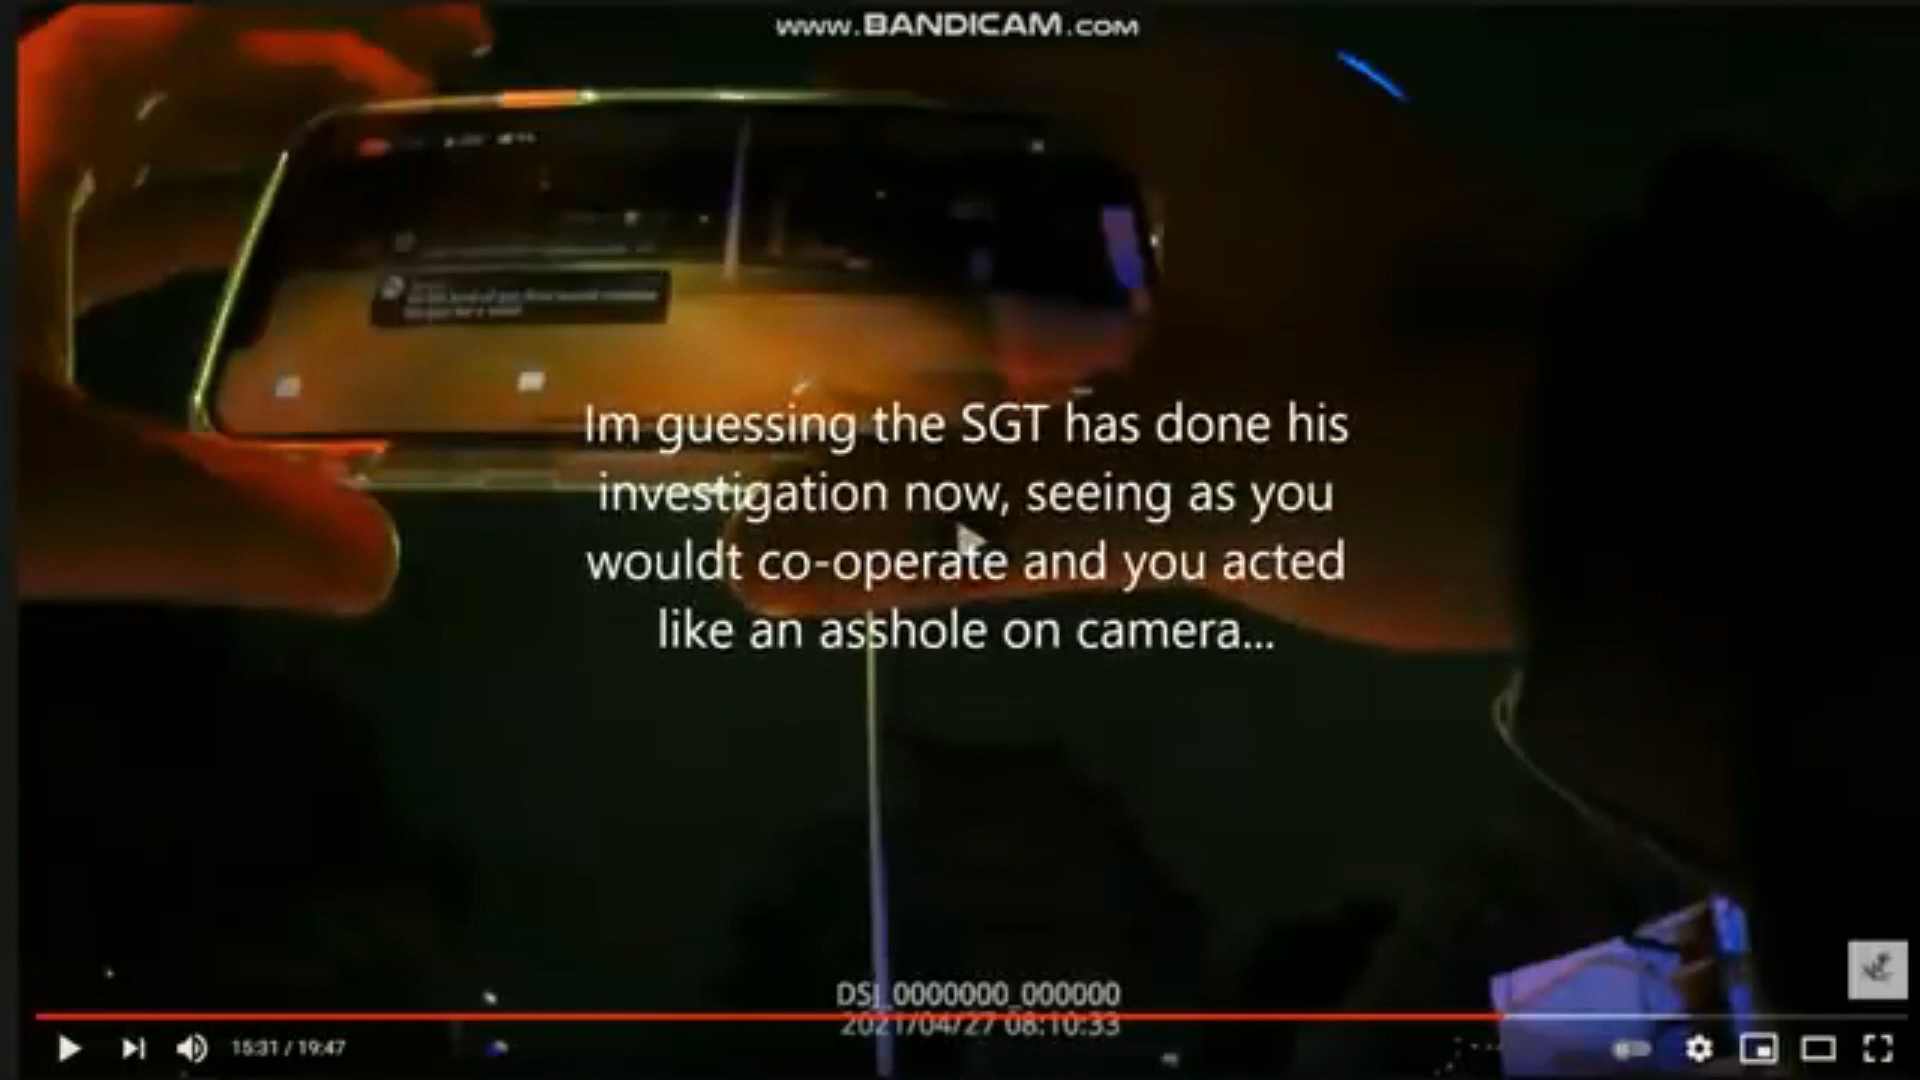 www.BANDICAM.COM
Im guessing the SGT has done his
investigation now, seeing as you
wouldt co-operate and you acted
like an asshole on camera...
DSJ_0000000_000000
2021/04/27 08:10:33
15:31 / 19:47